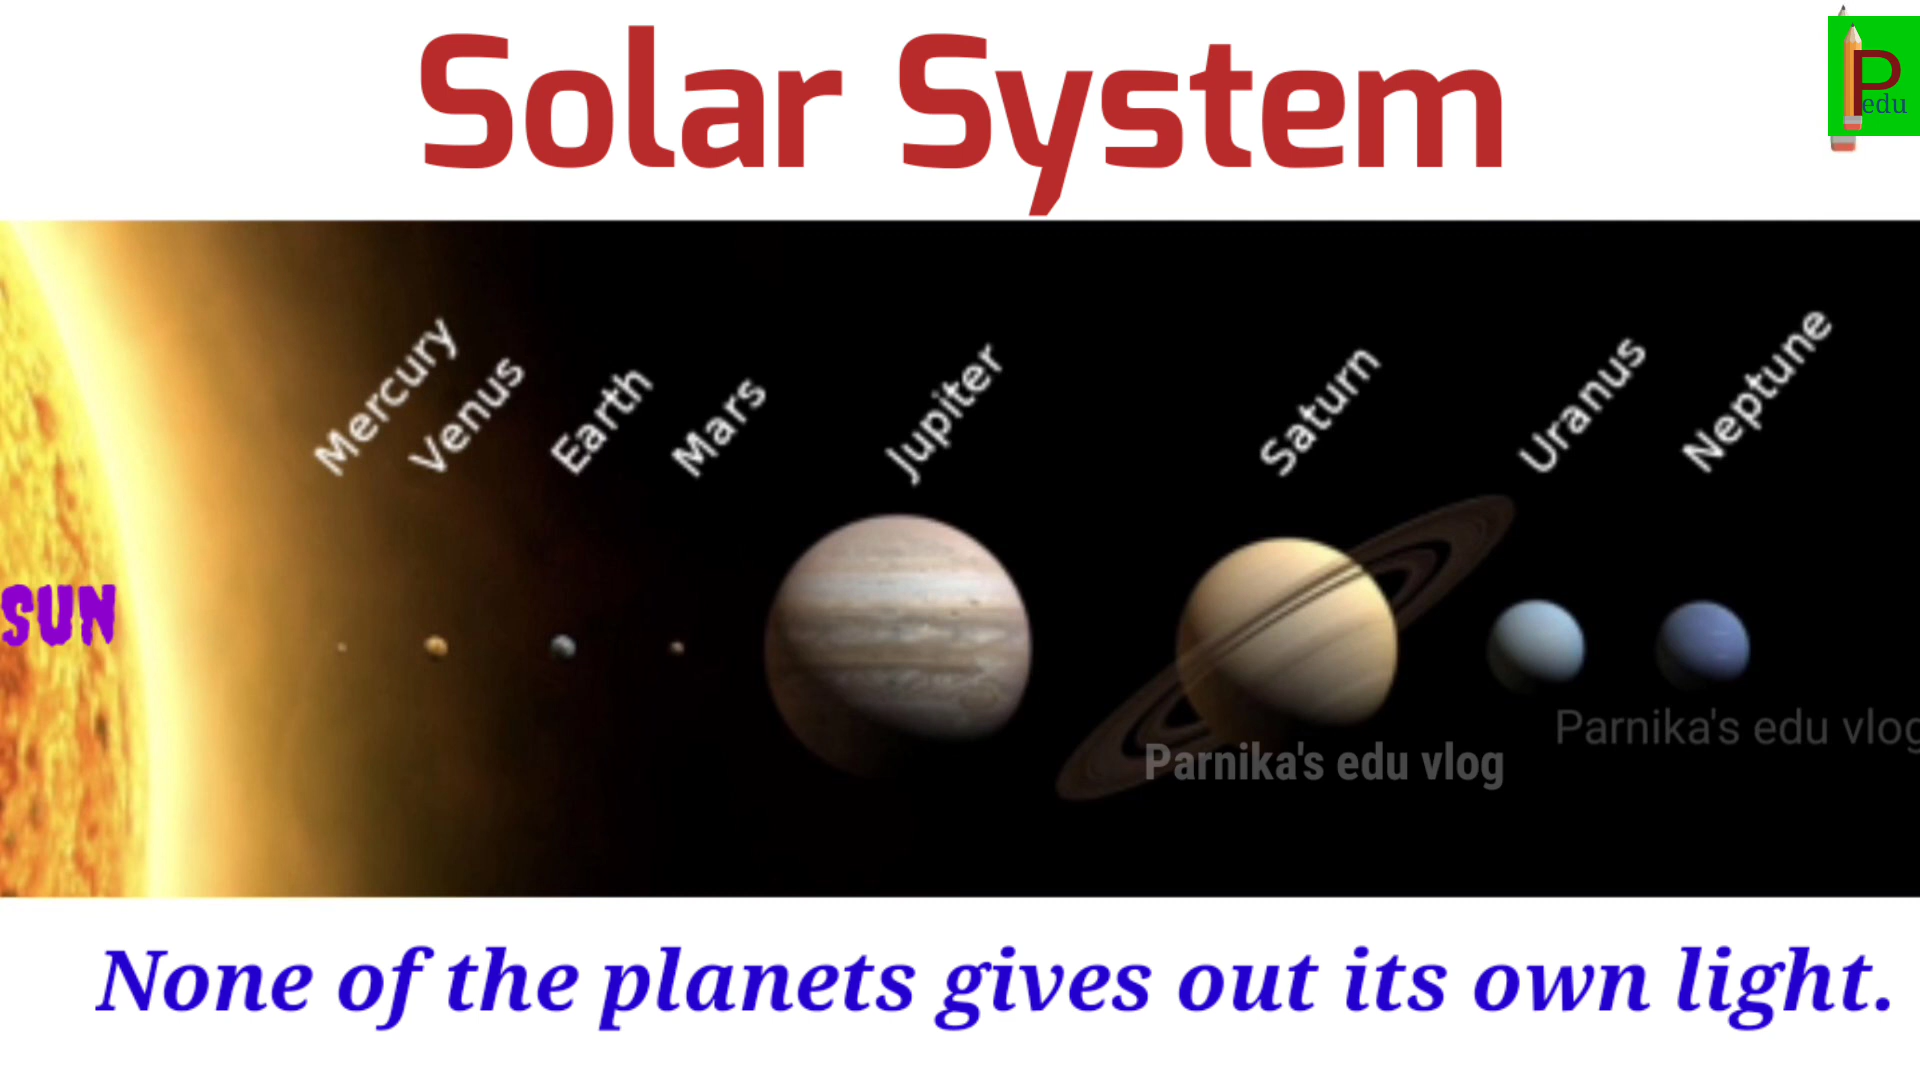 Solar System
P
edu
Mercury
Venus
Earth
Mars
Jupiter
Saturn
Uranus
Neptune
SUN
Parnika's edu vlog
Parnika's edu vlog
None of the planets gives out its own light.